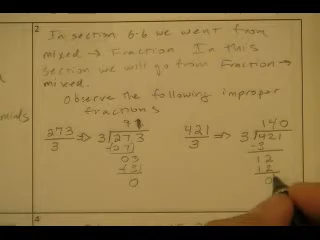 2
In section 6-6 we went from
mixed → Fraction In this
section we will go from Fraction →
mixed.
Observe the following improper
fractions
273/3 ⇒ 3)273 91
-(27)
03
-(3)
0
421/3 ⇒ 3)421 140
-3
12
12
0
4